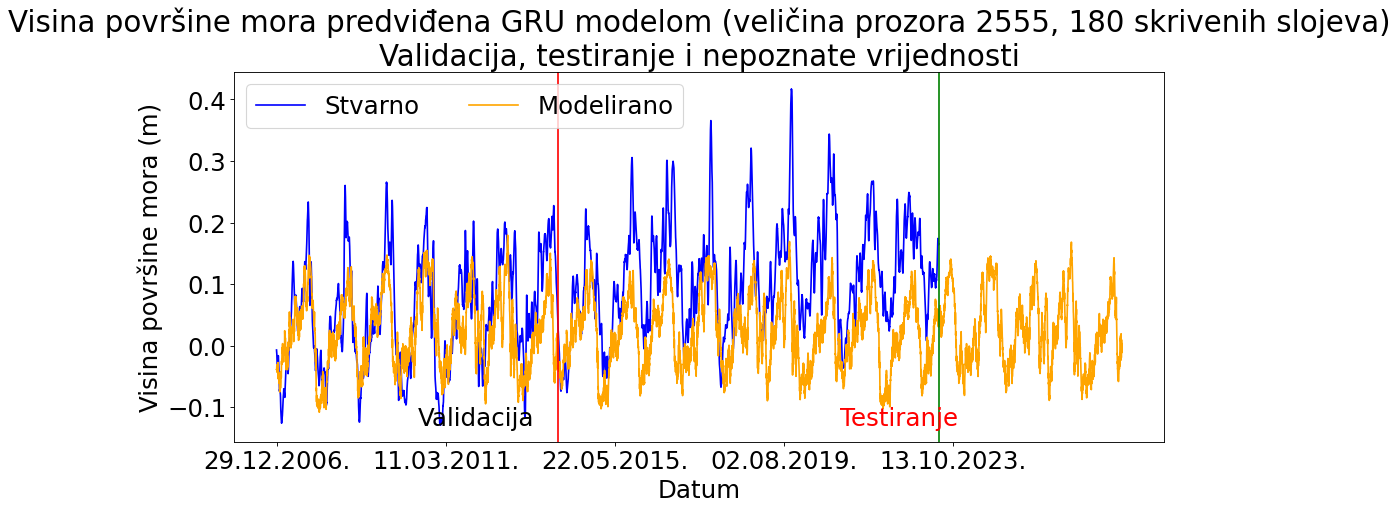 Visina površine mora predviđena GRU modelom (veličina prozora 2555, 180 skrivenih slojeva)
Validacija, testiranje i nepoznate vrijednosti
Stvarno
Modelirano
Visina površine mora (m)
0.4
0.3
0.2
0.1
0.0
−0.1
Validacija
Testiranje
29.12.2006.
11.03.2011.
22.05.2015.
02.08.2019.
13.10.2023.
Datum